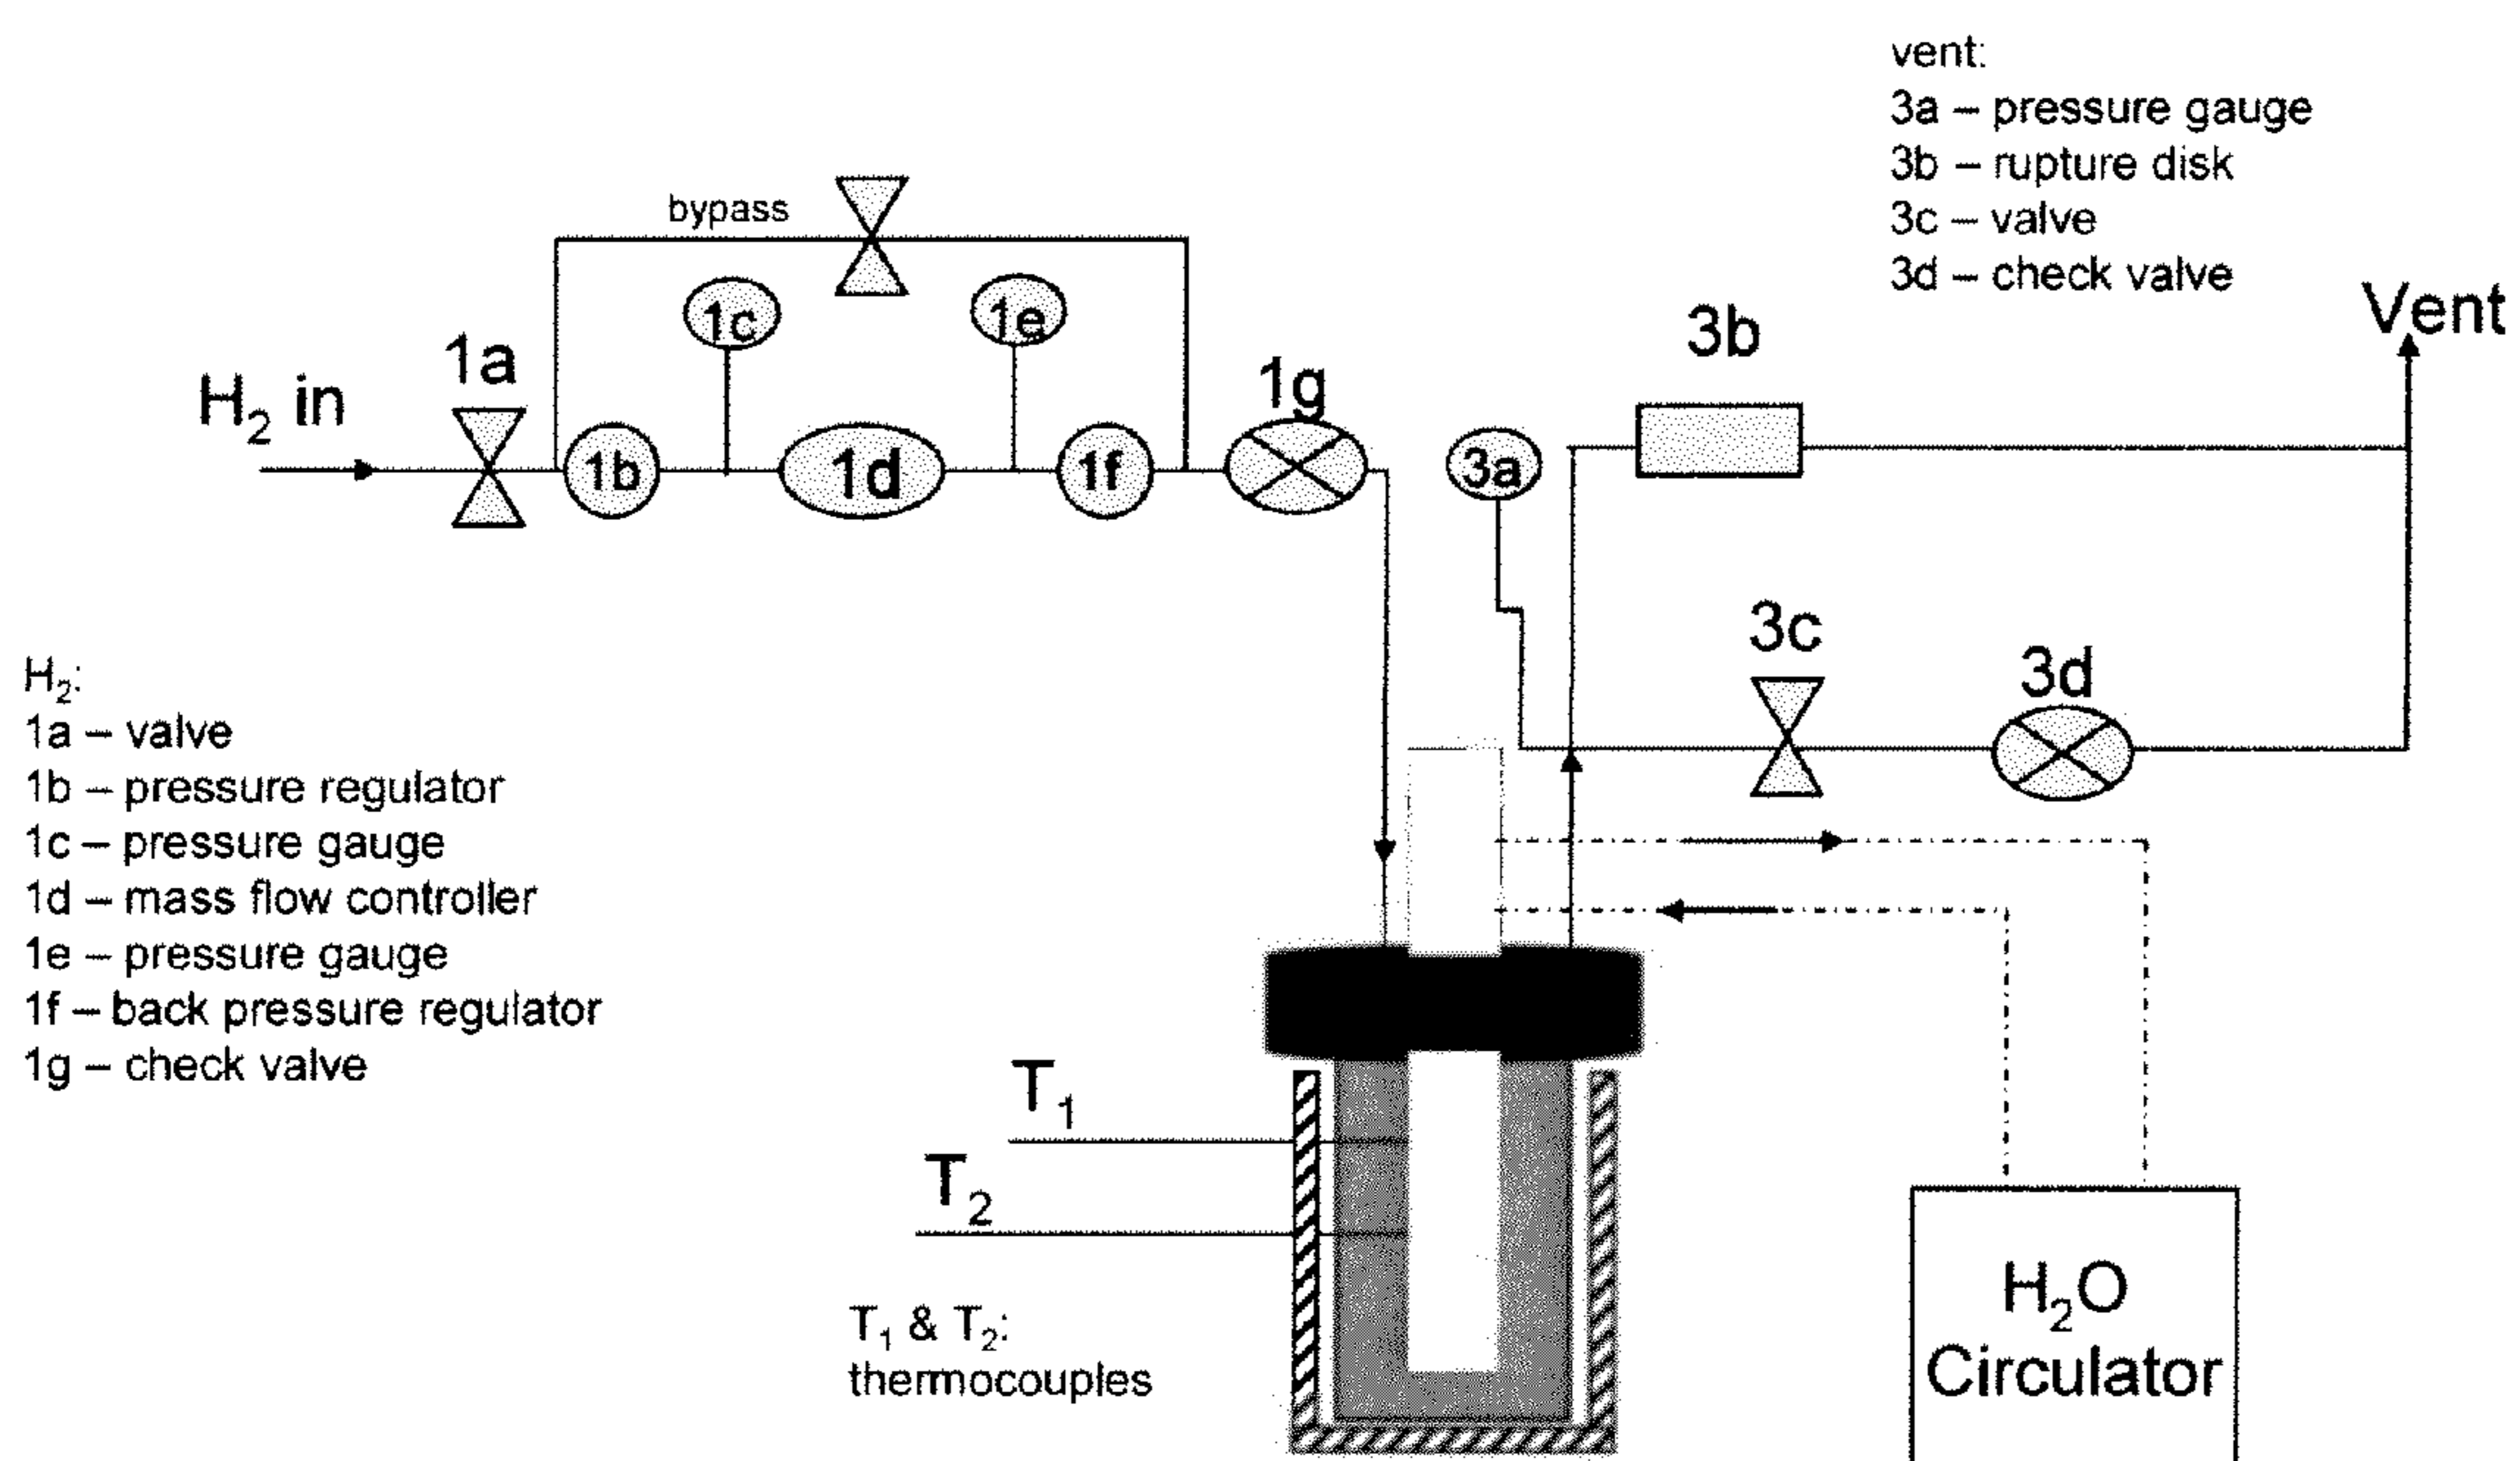 vent:
3a – pressure gauge
3b – rupture disk
3c – valve
3d – check valve
Vent
bypass
1c
1e
1a
H₂ in
1b
1d
1f
1g
3a
3b
3c
3d
H₂:
1a – valve
1b – pressure regulator
1c – pressure gauge
1d – mass flow controller
1e – pressure gauge
1f – back pressure regulator
1g – check valve
T₁
T₂
T₁ & T₂:
thermocouples
H₂O
Circulator